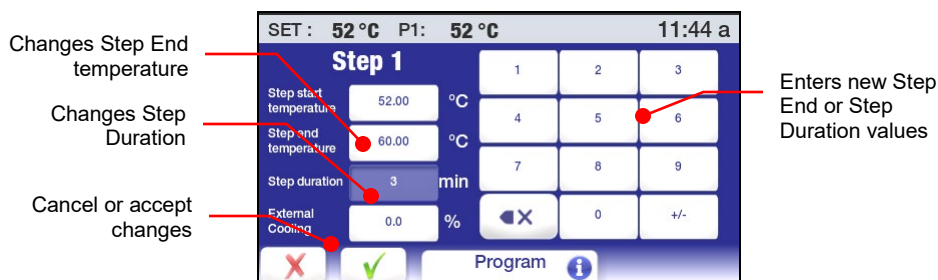 SET : 52 °C P1: 52 °C 11:44 a
Changes Step End
temperature
Changes Step
Duration
Cancel or accept
changes
Step 1
Step start
temperature 52.00 °C
Step end
temperature 60.00 °C
Step duration 3 min
External
Cooling 0.0 %
1 2 3
4 5 6
7 8 9
X 0 +/-
Program i
Enters new Step
End or Step
Duration values